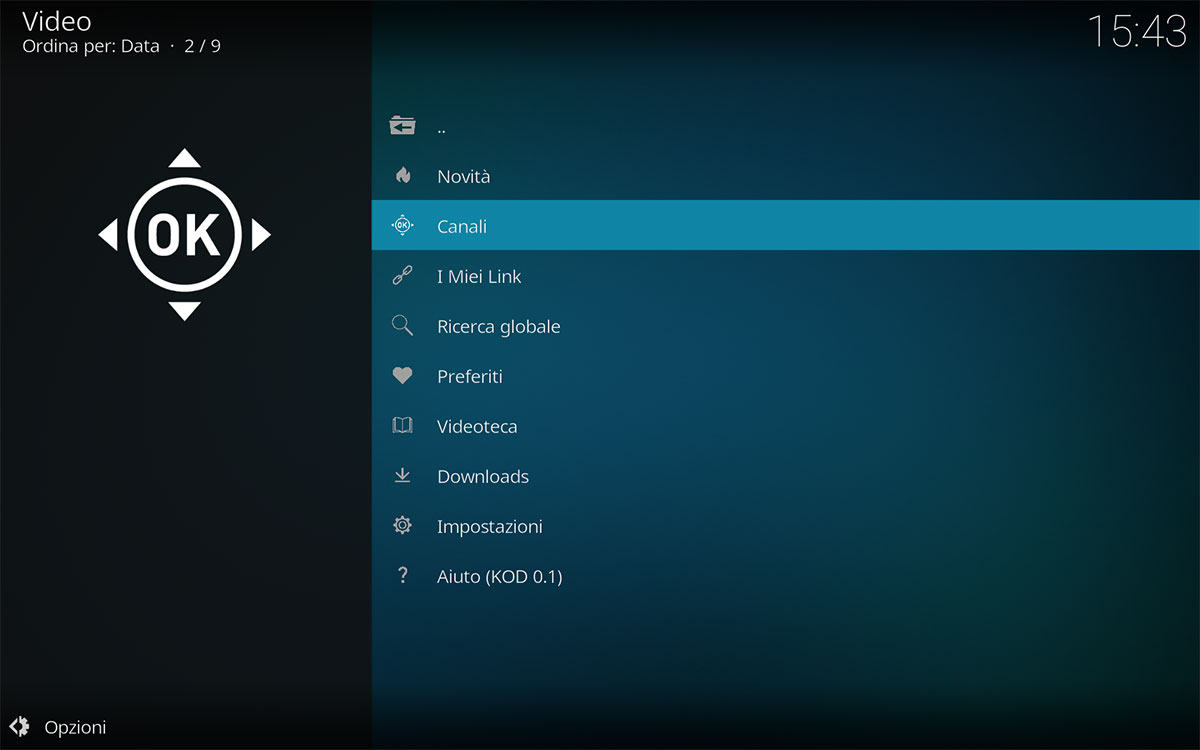 Video
Ordina per: Data · 2 / 9
15:43
OK
..
Novità
OK
Canali
I Miei Link
Ricerca globale
Preferiti
Videoteca
Downloads
Impostazioni
? Aiuto (KOD 0.1)
Opzioni